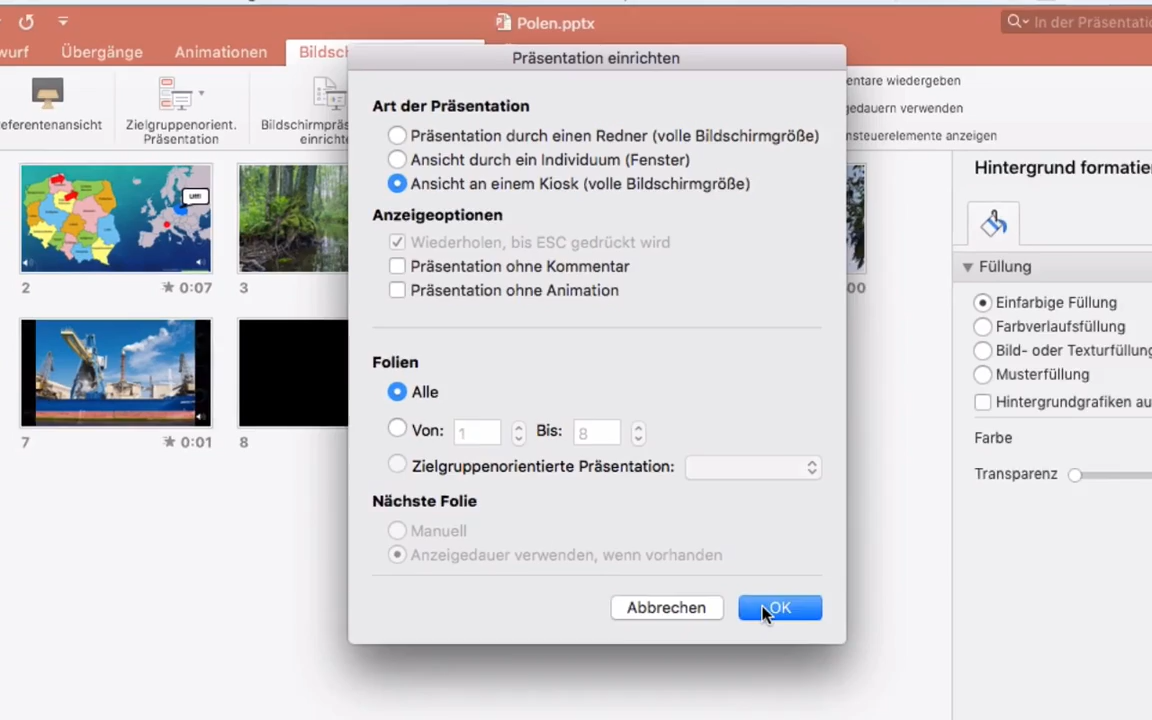 Polen.pptx
In der Präsentatio
wurf
Übergänge
Animationen
Bildsch
Präsentation einrichten
eferentenansicht
Zielgruppenorient.
Präsentation
Bildschirmpräs
einrichte
entare wiedergeben
gedauern verwenden
nsteuerelemente anzeigen
Art der Präsentation
Präsentation durch einen Redner (volle Bildschirmgröße)
Ansicht durch ein Individuum (Fenster)
Ansicht an einem Kiosk (volle Bildschirmgröße)
Anzeigeoptionen
Wiederholen, bis ESC gedrückt wird
Präsentation ohne Kommentar
Präsentation ohne Animation
Folien
Alle
Von: 1 Bis: 8
Zielgruppenorientierte Präsentation:
Nächste Folie
Manuell
Anzeigedauer verwenden, wenn vorhanden
Abbrechen
OK
2
0:07
3
00
7
0:01
8
Hintergrund formatie
Füllung
Einfarbige Füllung
Farbverlaufsfüllung
Bild- oder Texturfüllung
Musterfüllung
Hintergrundgrafiken au
Farbe
Transparenz